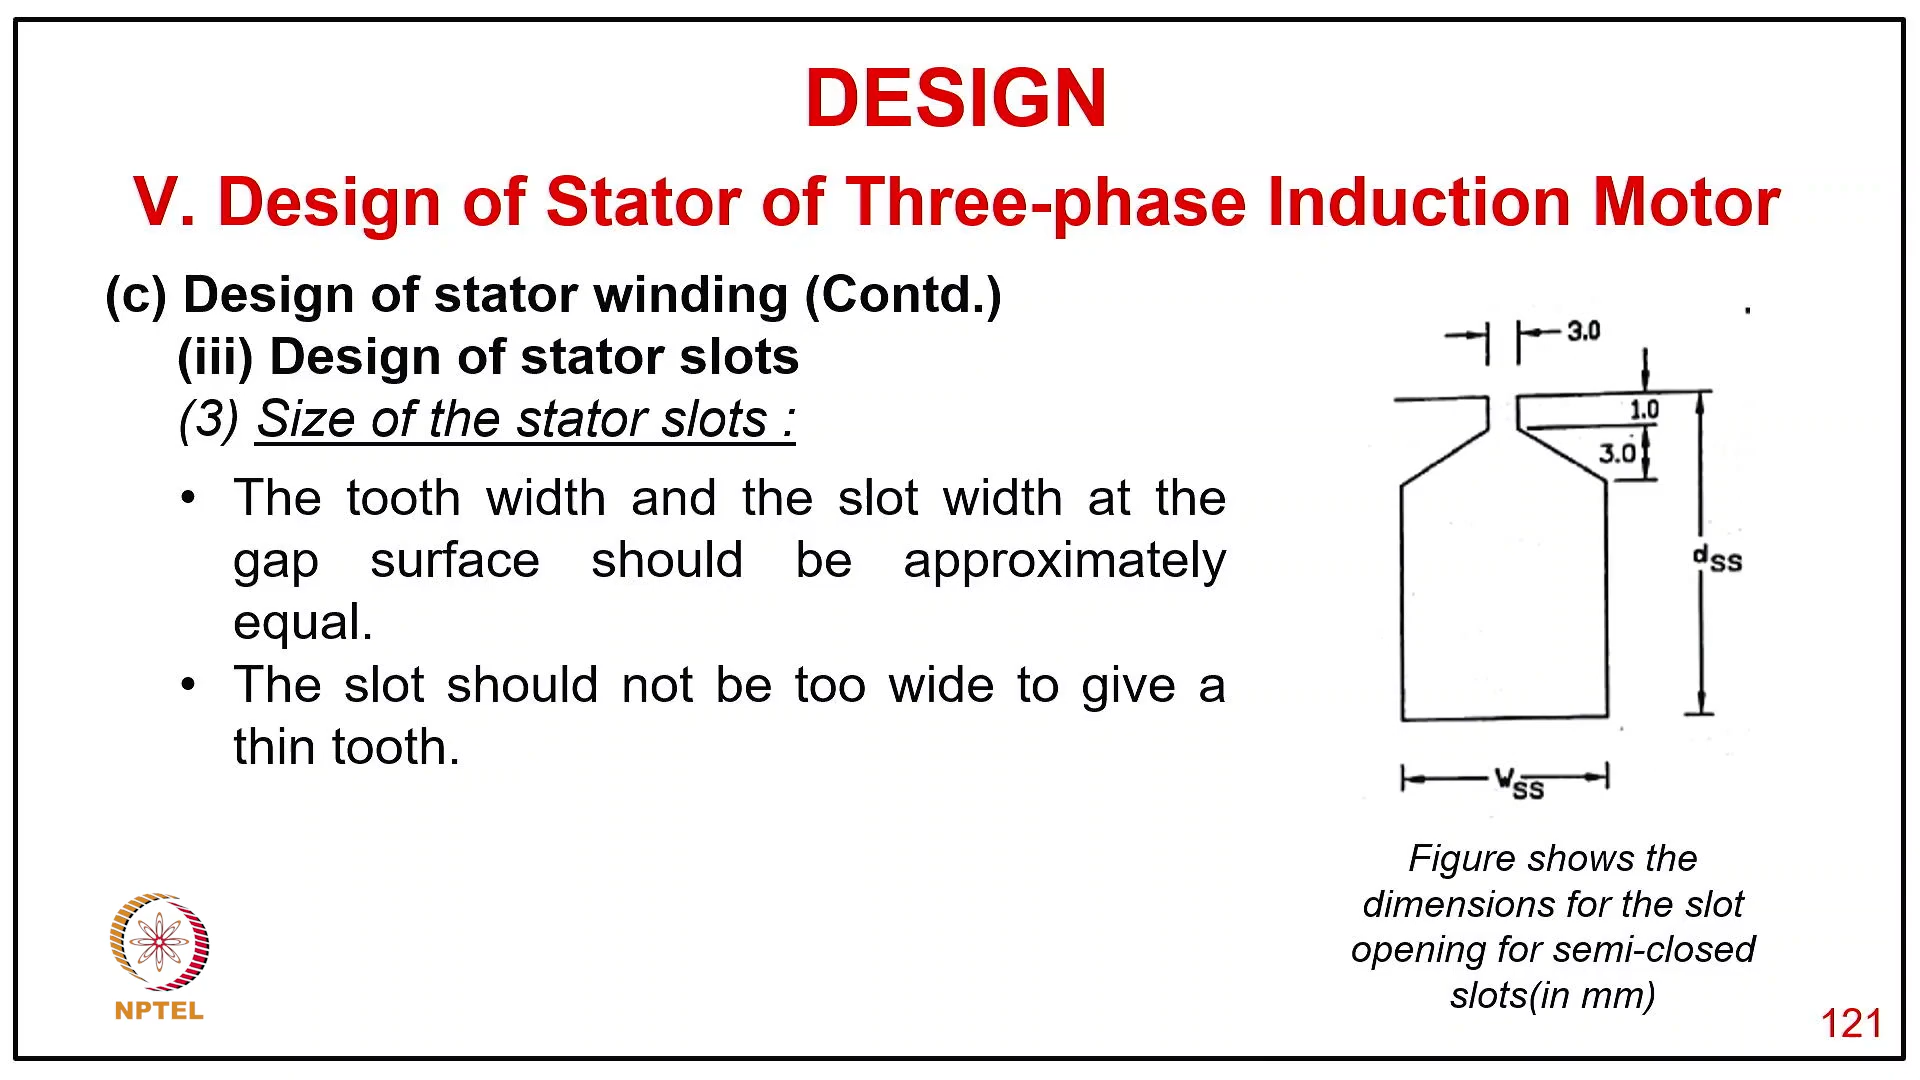 DESIGN
V. Design of Stator of Three-phase Induction Motor
(c) Design of stator winding (Contd.)
(iii) Design of stator slots
(3) Size of the stator slots :
• The tooth width and the slot width at the
gap surface should be approximately
equal.
• The slot should not be too wide to give a
thin tooth.
3.0
1.0
3.0
dss
Wss
Figure shows the
dimensions for the slot
opening for semi-closed
slots(in mm)
NPTEL
121